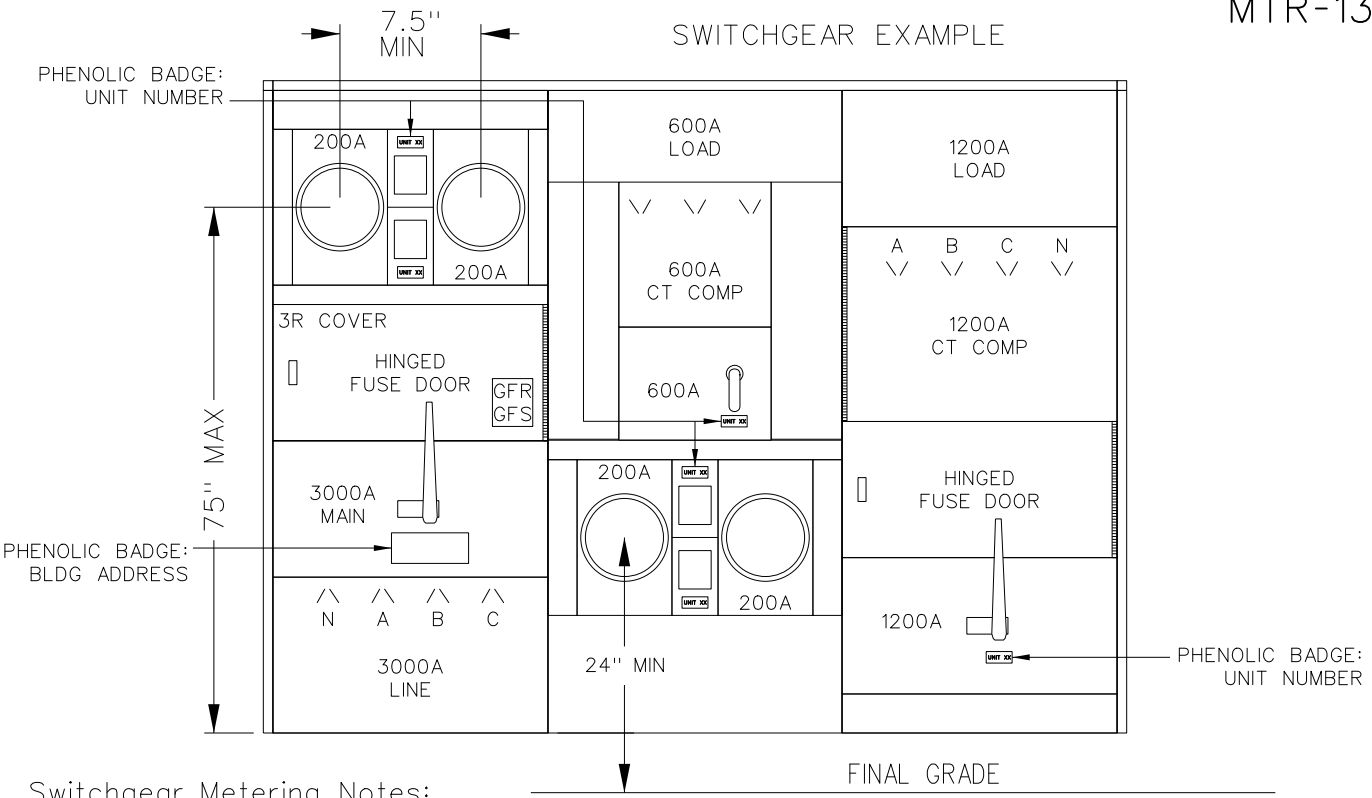 MTR-13
SWITCHGEAR EXAMPLE
7.5"
MIN
PHENOLIC BADGE:
UNIT NUMBER
200A
UNIT XX
UNIT XX
200A
3R COVER
HINGED
FUSE DOOR
GFR
GFS
75" MAX
3000A
MAIN
PHENOLIC BADGE:
BLDG ADDRESS
N A B C
3000A
LINE
600A
LOAD
600A
CT COMP
600A
UNIT XX
200A
UNIT XX
UNIT XX
200A
24" MIN
1200A
LOAD
A B C N
1200A
CT COMP
HINGED
FUSE DOOR
1200A
UNIT XX
PHENOLIC BADGE:
UNIT NUMBER
FINAL GRADE
Switchgear Metering Notes: